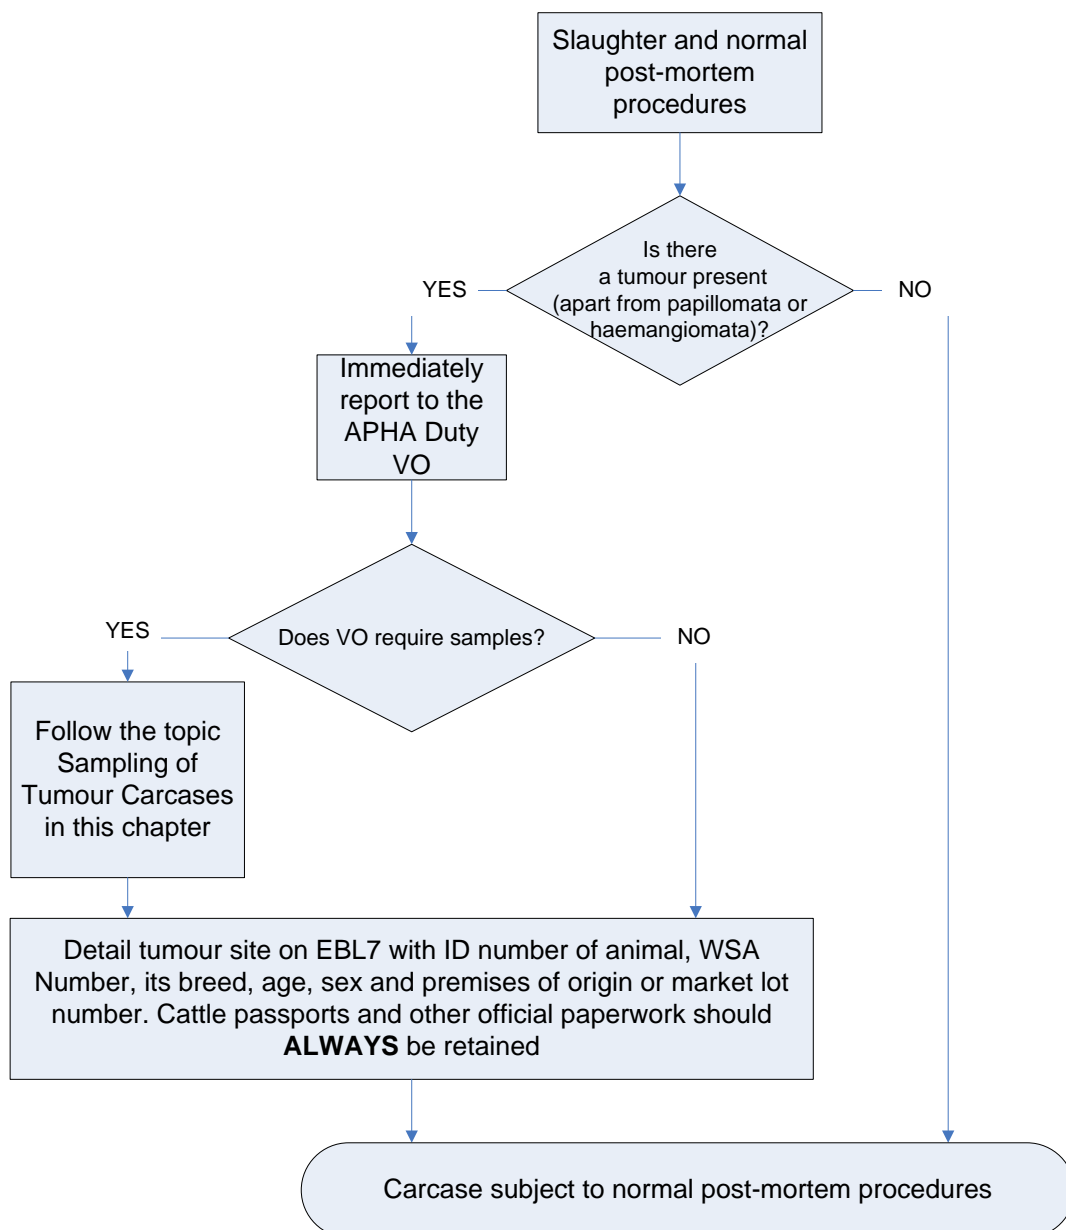 Slaughter and normal
post-mortem
procedures
Is there
a tumour present
(apart from papillomata or
haemangiomata)?
YES
NO
Immediately
report to the
APHA Duty
VO
Does VO require samples?
YES
NO
Follow the topic
Sampling of
Tumour Carcases
in this chapter
Detail tumour site on EBL7 with ID number of animal, WSA
Number, its breed, age, sex and premises of origin or market lot
number. Cattle passports and other official paperwork should
ALWAYS be retained
Carcase subject to normal post-mortem procedures